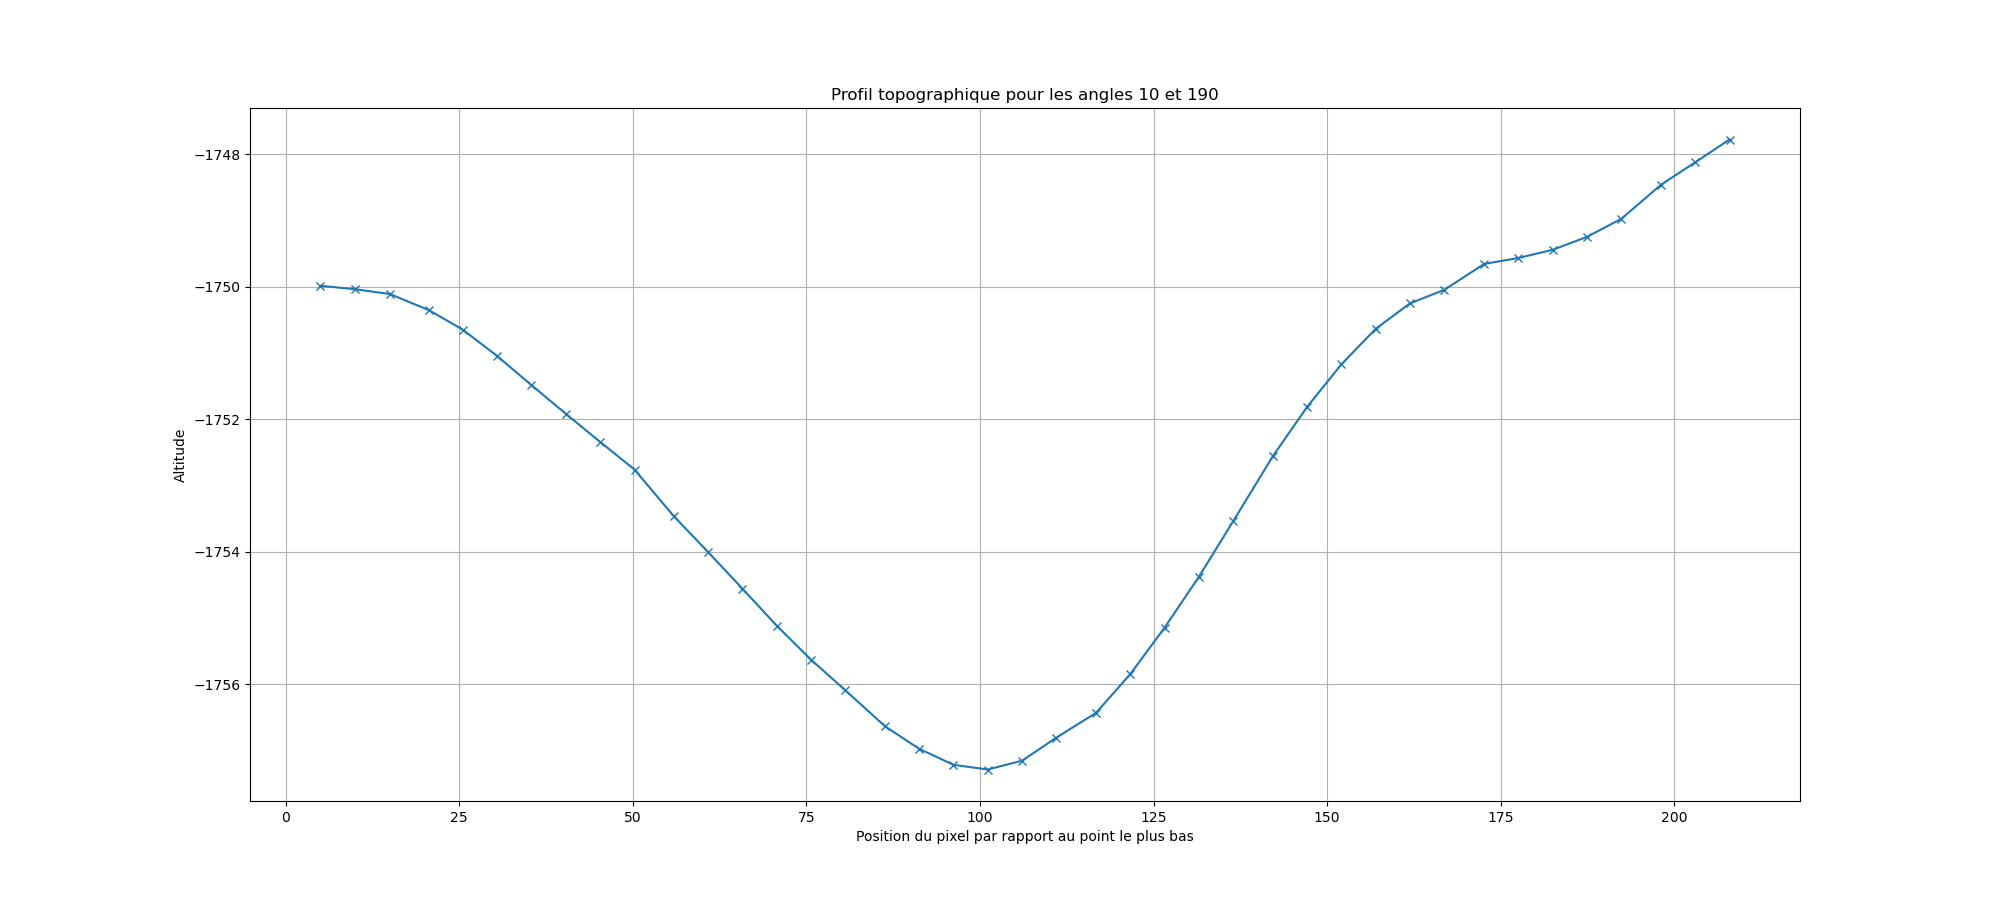 Profil topographique pour les angles 10 et 190
−1748
−1750
−1752
−1754
−1756
Altitude
0 25 50 75 100 125 150 175 200
Position du pixel par rapport au point le plus bas